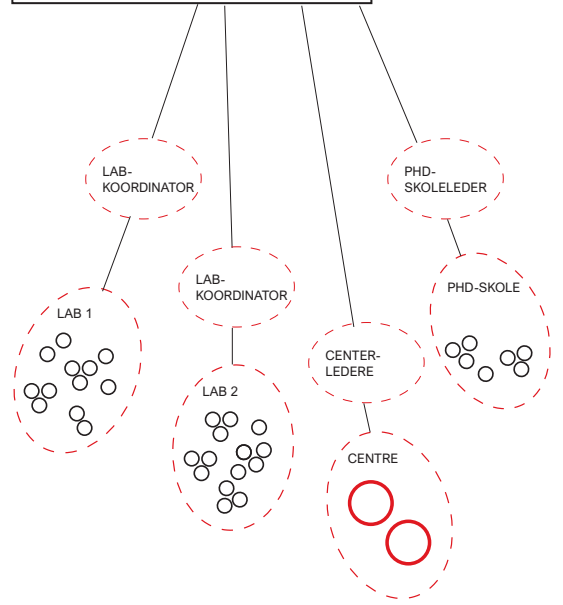 LAB-
KOORDINATOR
PHD-
SKOLELEDER
LAB-
KOORDINATOR
PHD-SKOLE
LAB 1
CENTER-
LEDERE
LAB 2
CENTRE